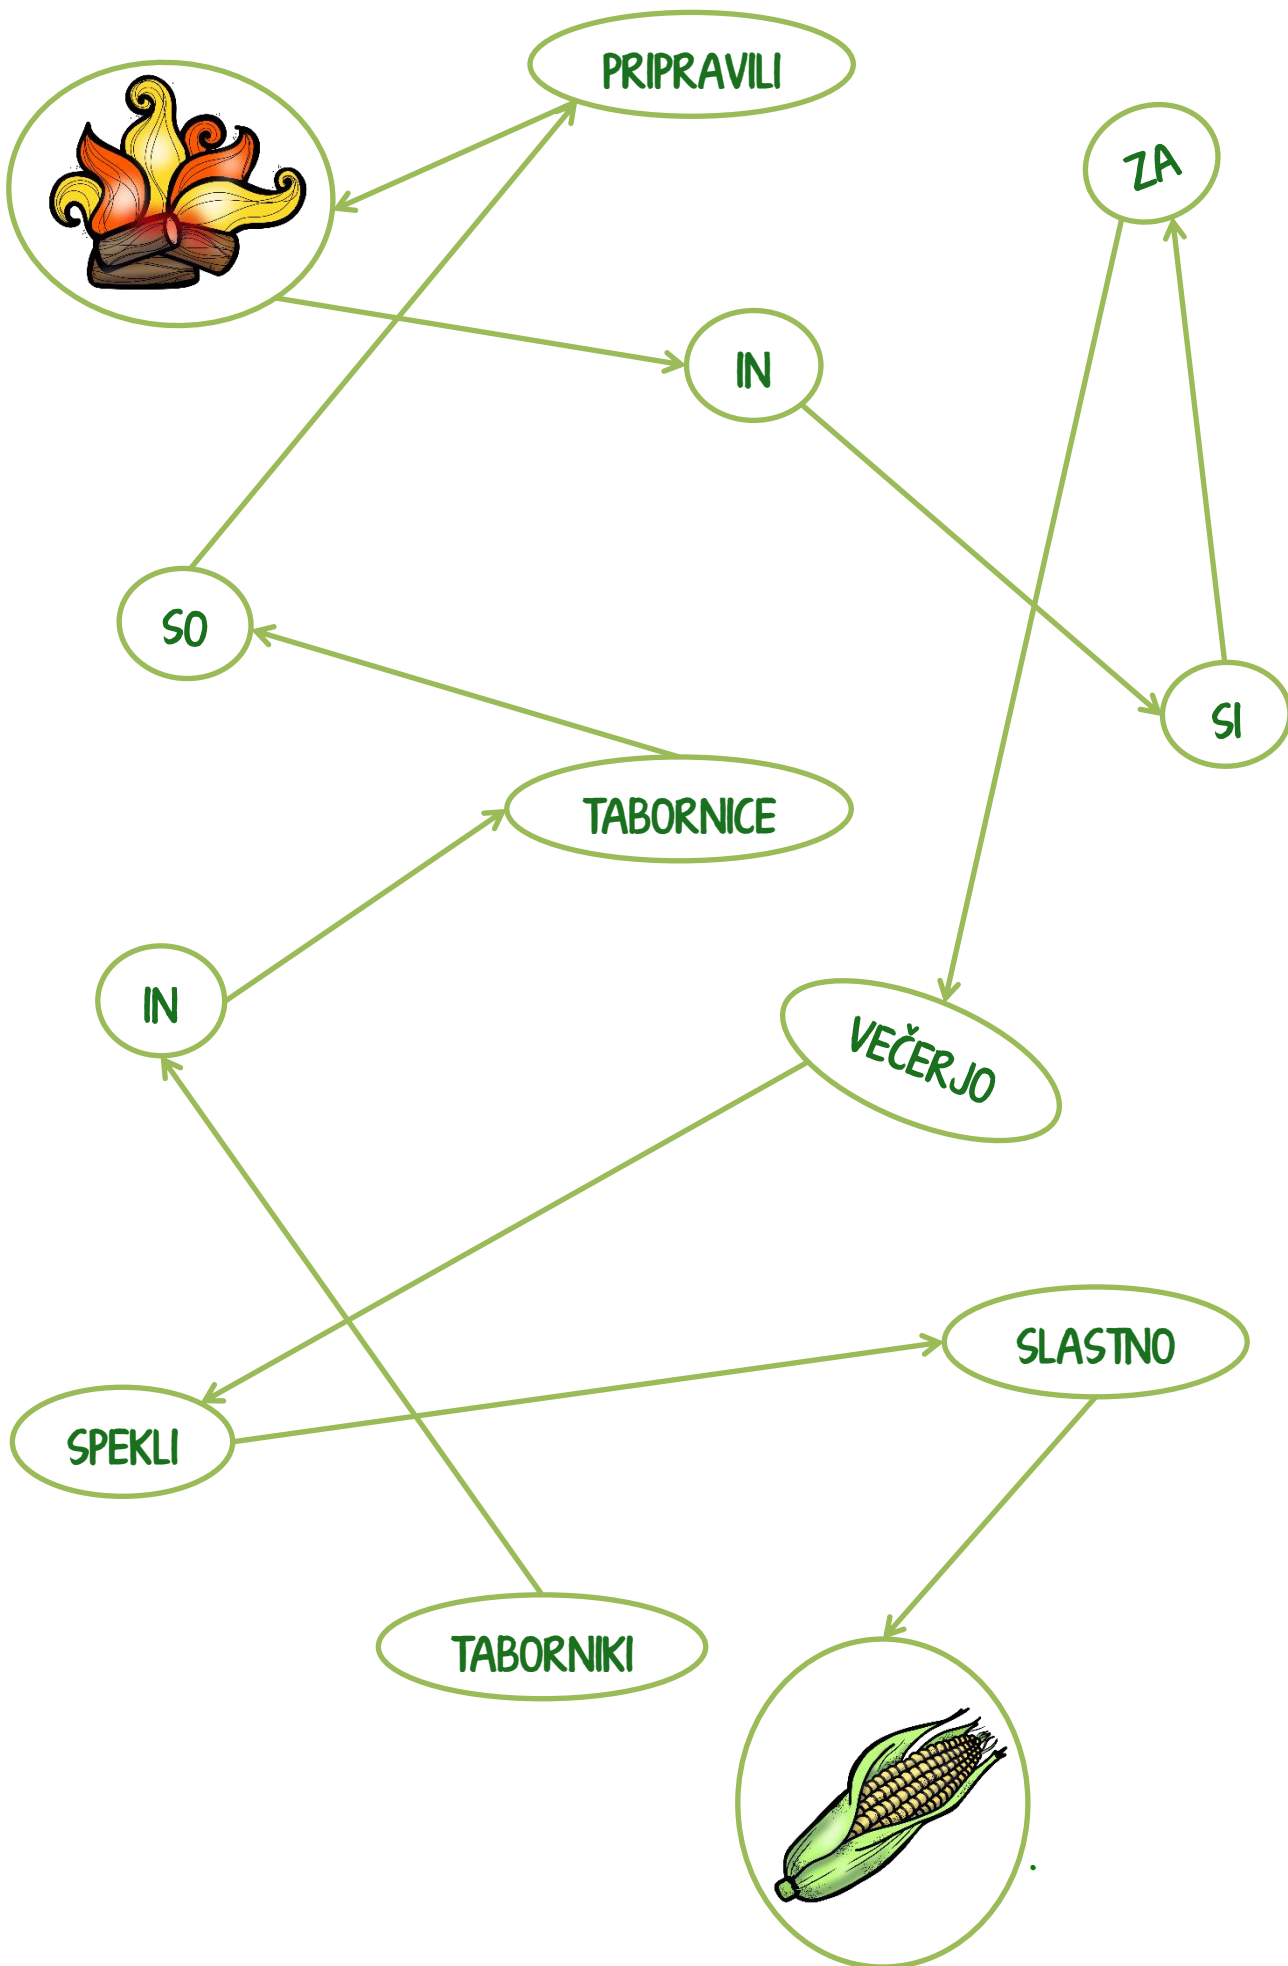 PRIPRAVILI
ZA
IN
SO
SI
TABORNICE
IN
VEČERJO
SLASTNO
SPEKLI
TABORNIKI
.